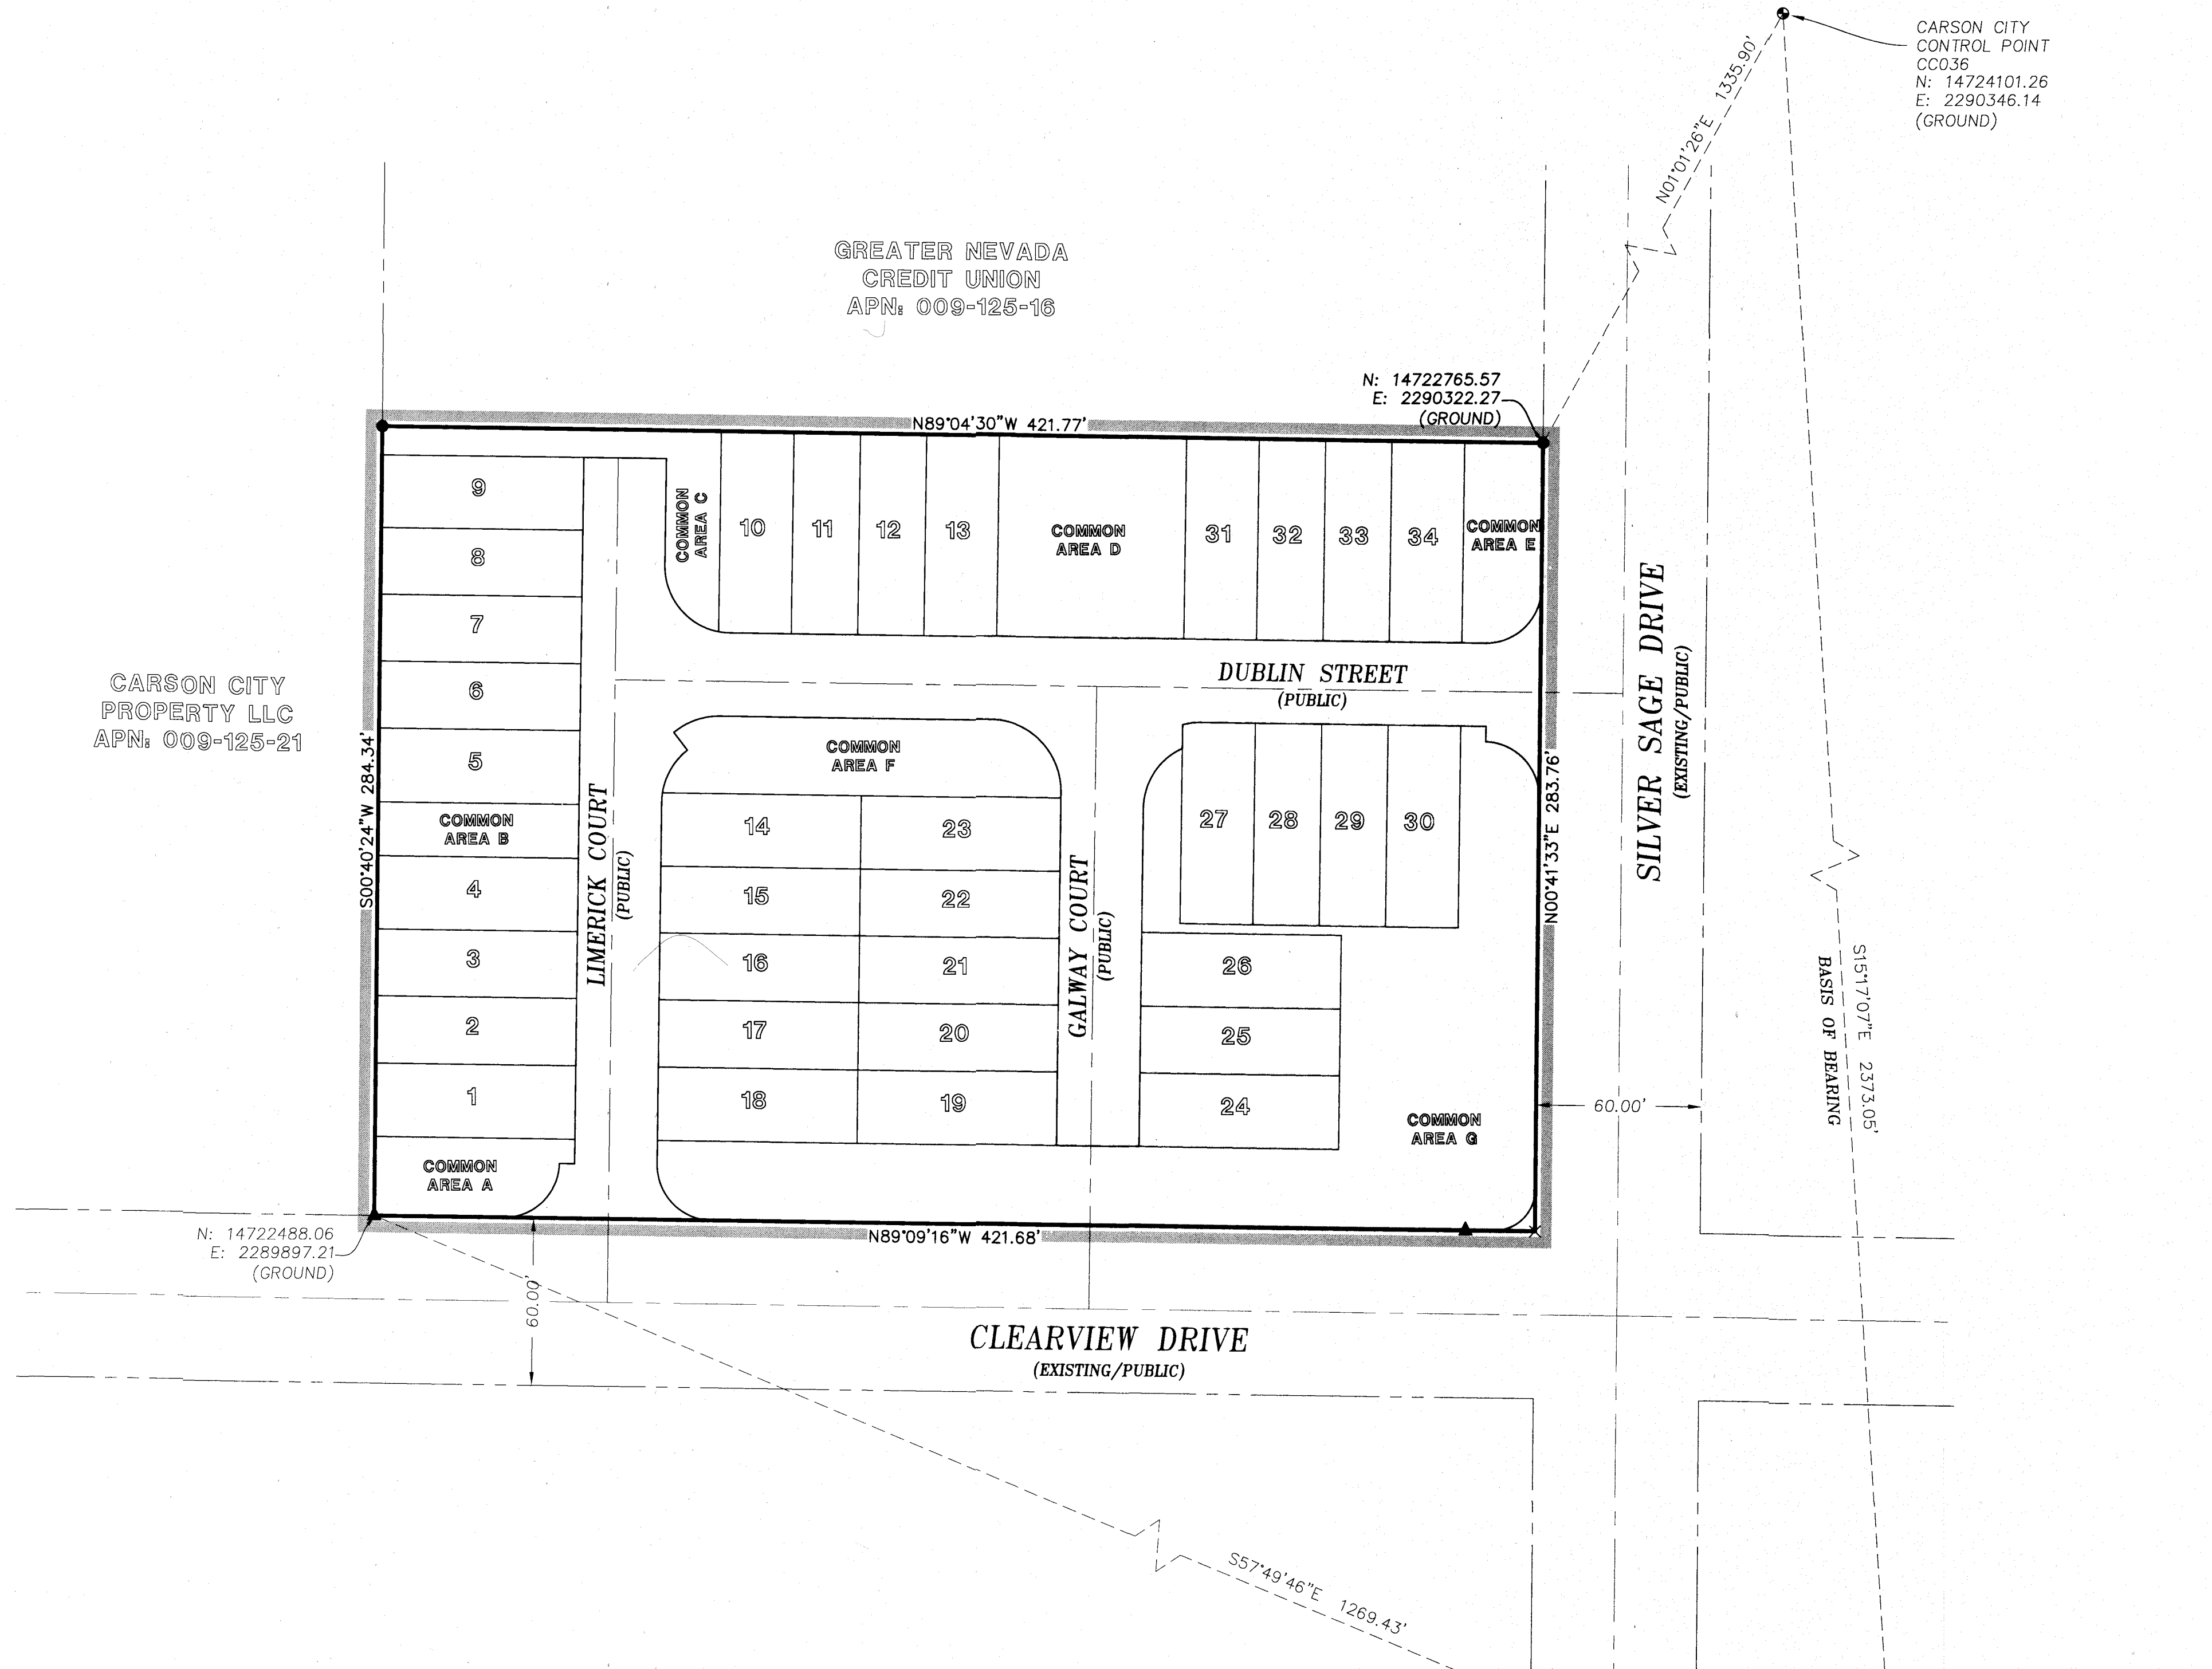 CARSON CITY
CONTROL POINT
CC036
N: 14724101.26
E: 2290346.14
(GROUND)
N01°01'26"E 1335.90'
GREATER NEVADA
CREDIT UNION
APN: 009-125-16
N: 14722765.57
E: 2290322.27
(GROUND)
N89°04'30"W 421.77'
9
8
7
6
5
COMMON
AREA B
4
3
2
1
COMMON
AREA A
COMMON
AREA C
10
11
12
13
COMMON
AREA D
31
32
33
34
COMMON
AREA E
DUBLIN STREET
(PUBLIC)
CARSON CITY
PROPERTY LLC
APN: 009-125-21
S00°40'24"W 284.34'
LIMERICK COURT
(PUBLIC)
COMMON
AREA F
14
23
15
22
16
21
17
20
18
19
GALWAY COURT
(PUBLIC)
27
28
29
30
26
25
24
COMMON
AREA G
N00°41'33"E 283.76'
SILVER SAGE DRIVE
(EXISTING/PUBLIC)
60.00'
S15°17'07"E 2373.05'
BASIS OF BEARING
N: 14722488.06
E: 2289897.21
(GROUND)
N89°09'16"W 421.68'
60.00'
CLEARVIEW DRIVE
(EXISTING/PUBLIC)
S57°49'46"E 1269.43'